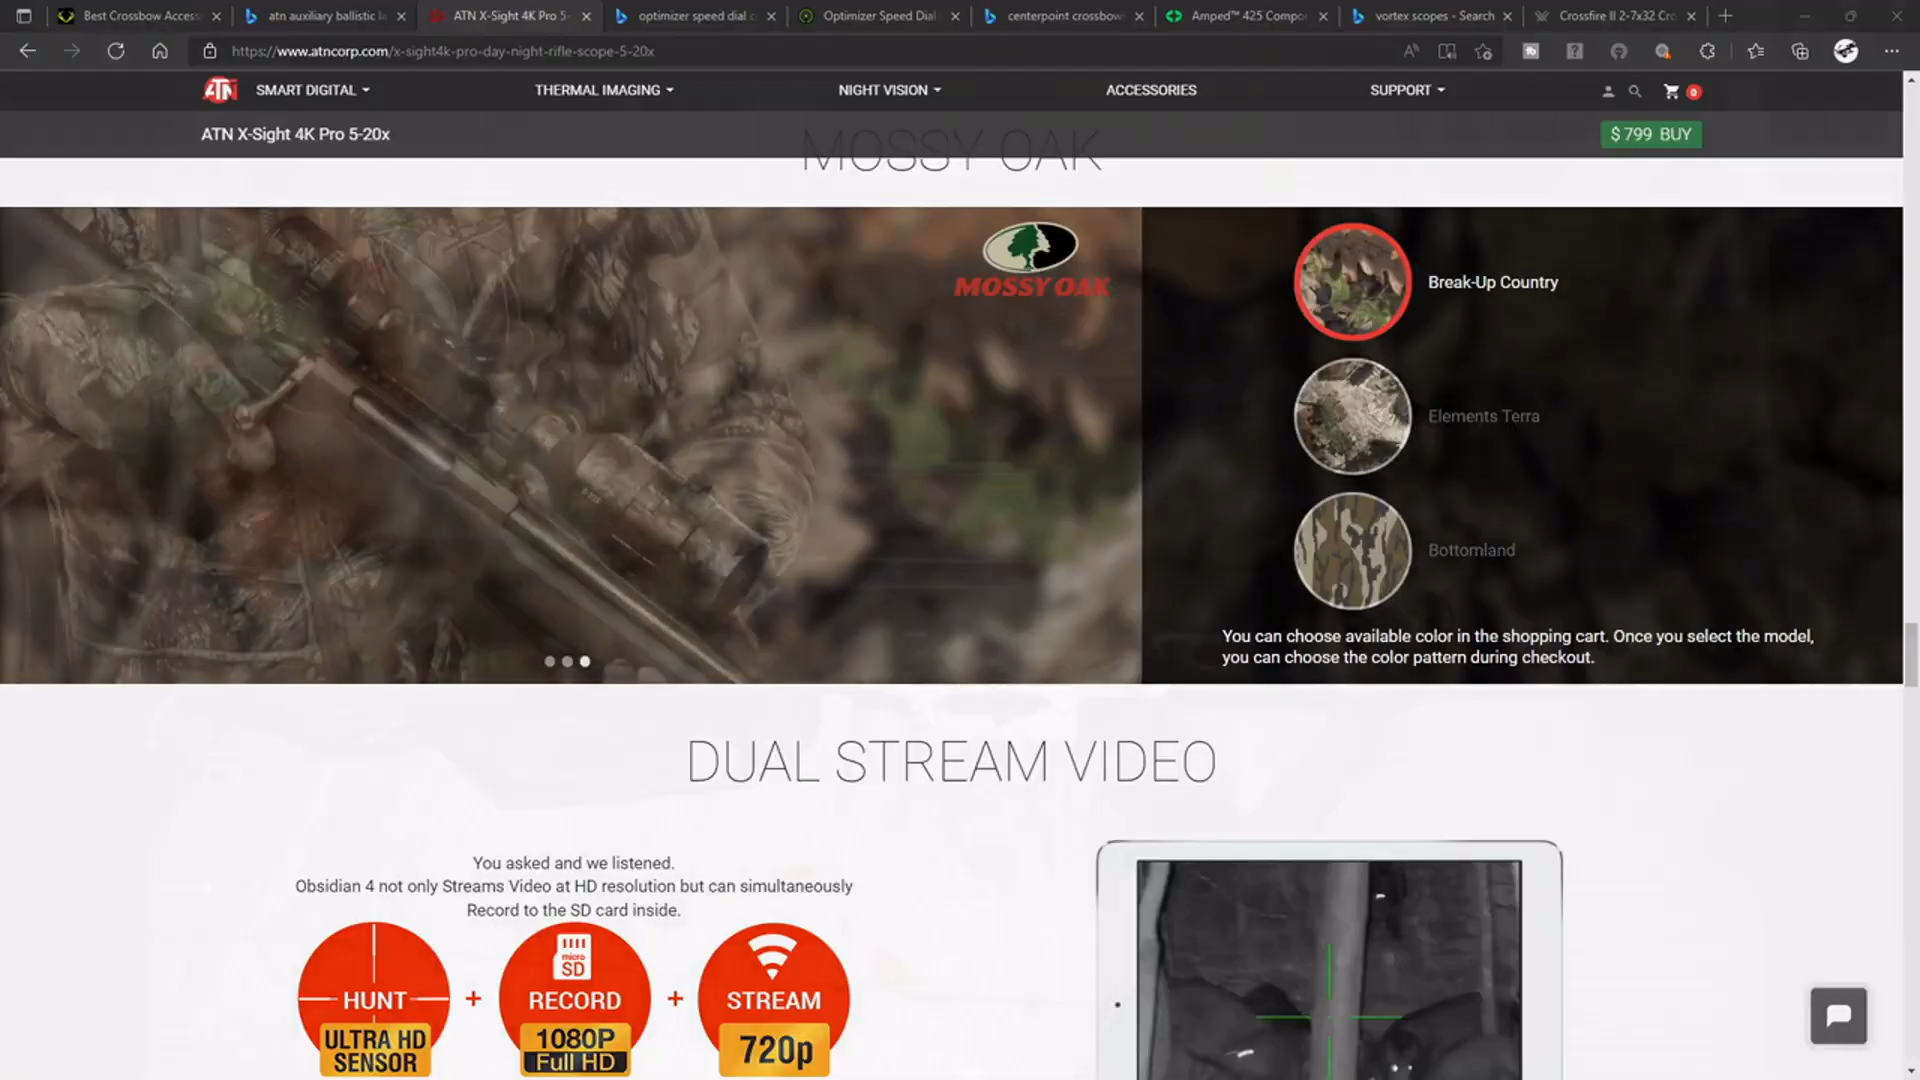 Best Crossbow Access
atn auxiliary ballistic la
ATN X-Sight 4K Pro 5-
optimizer speed dial c
Optimizer Speed Dial
centerpoint crossbow
Amped™ 425 Compo
vortex scopes - Search
Crossfire II 2-7x32 Cro
https://www.atncorp.com/x-sight4k-pro-day-night-rifle-scope-5-20x
ATN
SMART DIGITAL
THERMAL IMAGING
NIGHT VISION
ACCESSORIES
SUPPORT
0
ATN X-Sight 4K Pro 5-20x
$ 799 BUY
MOSSY OAK
MOSSY OAK
Break-Up Country
Elements Terra
Bottomland
You can choose available color in the shopping cart. Once you select the model,
you can choose the color pattern during checkout.
DUAL STREAM VIDEO
You asked and we listened.
Obsidian 4 not only Streams Video at HD resolution but can simultaneously
Record to the SD card inside.
HUNT
ULTRA HD
SENSOR
+
micro
SD
RECORD
1080P
Full HD
+
STREAM
720p